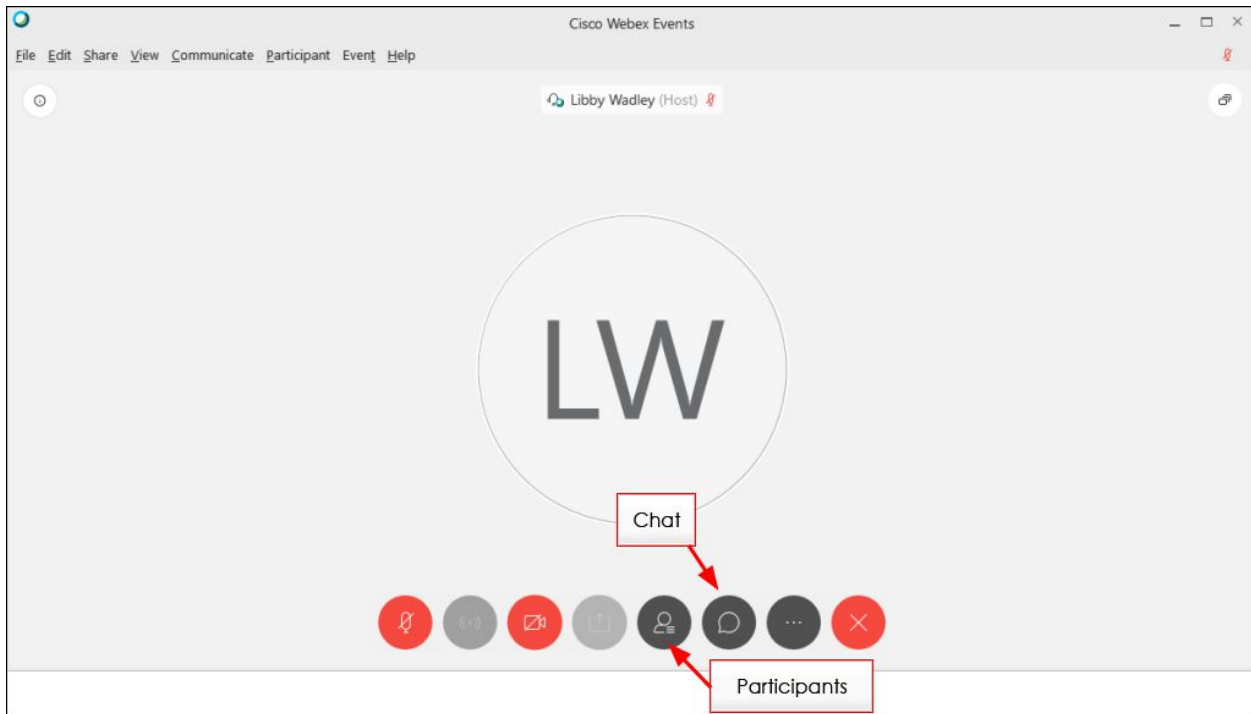 Cisco Webex Events
File Edit Share View Communicate Participant Event Help
Libby Wadley (Host)
LW
Chat
Participants